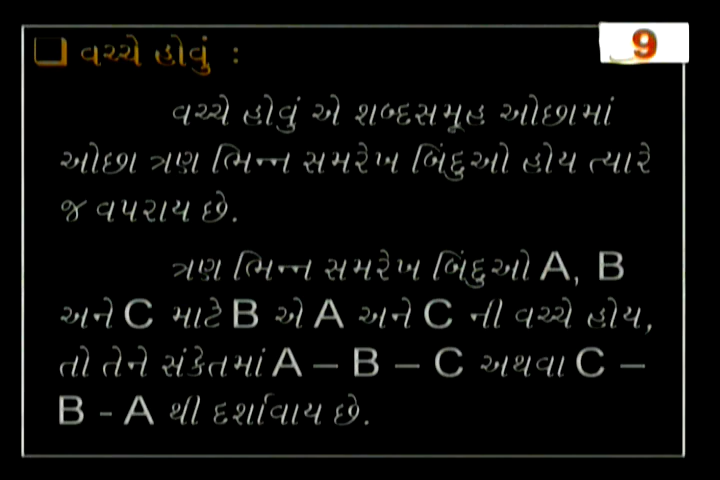 ❑ વચ્ચે હોવું :
9
વચ્ચે હોવું એ શબ્દસમૂહ ઓછામાં
ઓછા ત્રણ ભિન્ન સમરેખ બિંદુઓ હોય ત્યારે
જ વપરાય છે.
ત્રણ ભિન્ન સમરેખ બિંદુઓ A, B
અને C માટે B એ A અને C ની વચ્ચે હોય,
તો તેને સંકેતમાં A – B – C અથવા C –
B - A થી દર્શાવાય છે.